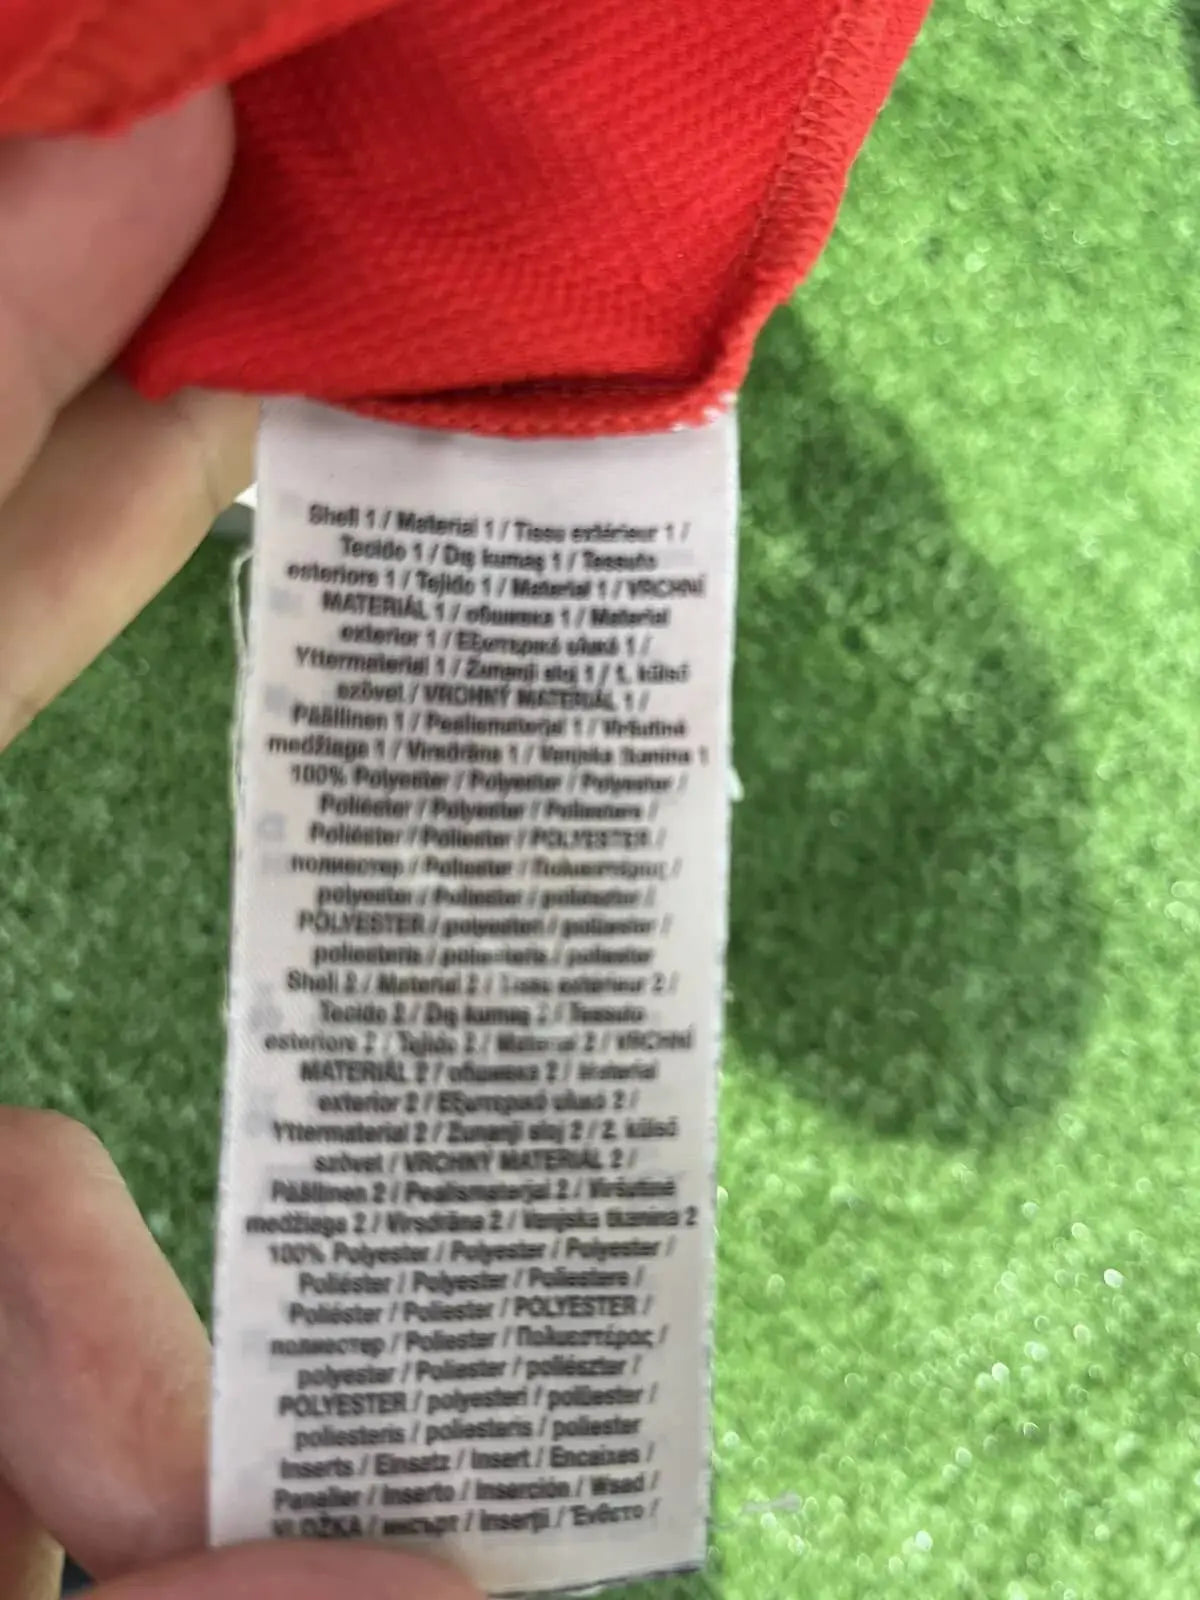 Shell 1 / Material 1 / Tissu extérieur 1 /
Tecido 1 / Dış kumaş 1 / Tessuto
esteriore 1 / Tejido 1 / Material 1 / VRCHNÍ
MATERIÁL 1 / обшивка 1 / Material
exterior 1 / Εξωτερικό υλικό 1 /
Yttermaterial 1 / Zunanji sloj 1 / 1. külső
szövet / VRCHNÝ MATERIÁL 1 /
Päällinen 1 / Pealismaterjal 1 / Viršutinė
medžiaga 1 / Virsdrāna 1 / Vanjska tkanina 1
100% Polyester / Polyester / Polyester /
Poliéster / Polyester / Poliestere /
Poliéster / Poliester / POLYESTER /
полиестер / Poliester / Πολυεστέρας /
polyester / Poliester / poliészter /
POLYESTER / polyesteri / polüester /
poliesteris / poliesteris / poliester
Shell 2 / Material 2 / Tissu extérieur 2 /
Tecido 2 / Dış kumaş 2 / Tessuto
esteriore 2 / Tejido 2 / Material 2 / VRCHNÍ
MATERIÁL 2 / обшивка 2 / Material
exterior 2 / Εξωτερικό υλικό 2 /
Yttermaterial 2 / Zunanji sloj 2 / 2. külső
szövet / VRCHNÝ MATERIÁL 2 /
Päällinen 2 / Pealismaterjal 2 / Viršutinė
medžiaga 2 / Virsdrāna 2 / Vanjska tkanina 2
100% Polyester / Polyester / Polyester /
Poliéster / Polyester / Poliestere /
Poliéster / Poliester / POLYESTER /
полиестер / Poliester / Πολυεστέρας /
polyester / Poliester / poliészter /
POLYESTER / polyesteri / polüester /
poliesteris / poliesteris / poliester
Inserts / Einsatz / Insert / Encaixes /
Paneller / Inserto / Inserción / Wsad /
VLOŽKA / инсърт / Inserţii / Ένθετο /